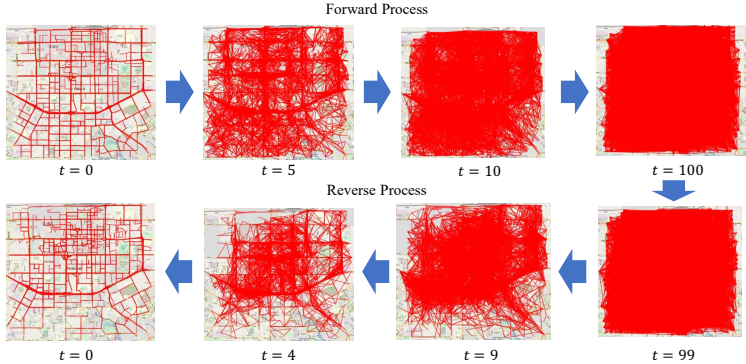 Forward Process
t = 0
t = 5
t = 10
t = 100
Reverse Process
t = 0
t = 4
t = 9
t = 99